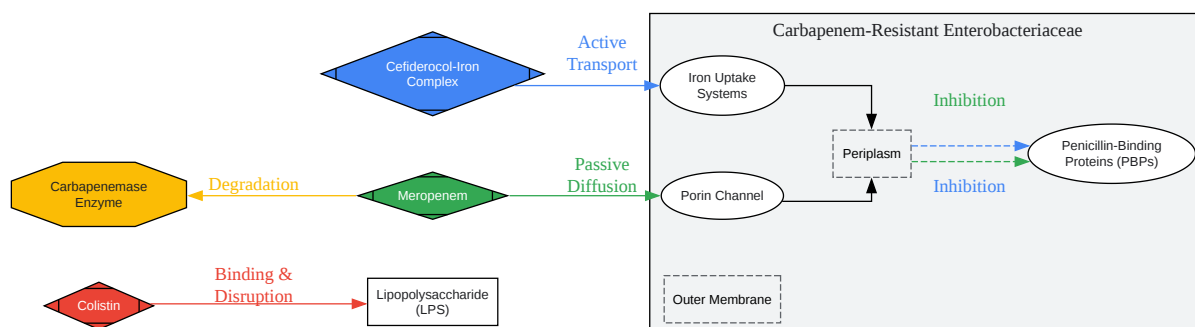 Carbapenem-Resistant Enterobacteriaceae
Cefiderocol-Iron
Complex
Active
Transport
Iron Uptake
Systems
Inhibition
Periplasm
Penicillin-Binding
Proteins (PBPs)
Inhibition
Carbapenemase
Enzyme
Degradation
Meropenem
Passive
Diffusion
Porin Channel
Colistin
Binding &
Disruption
Lipopolysaccharide
(LPS)
Outer Membrane